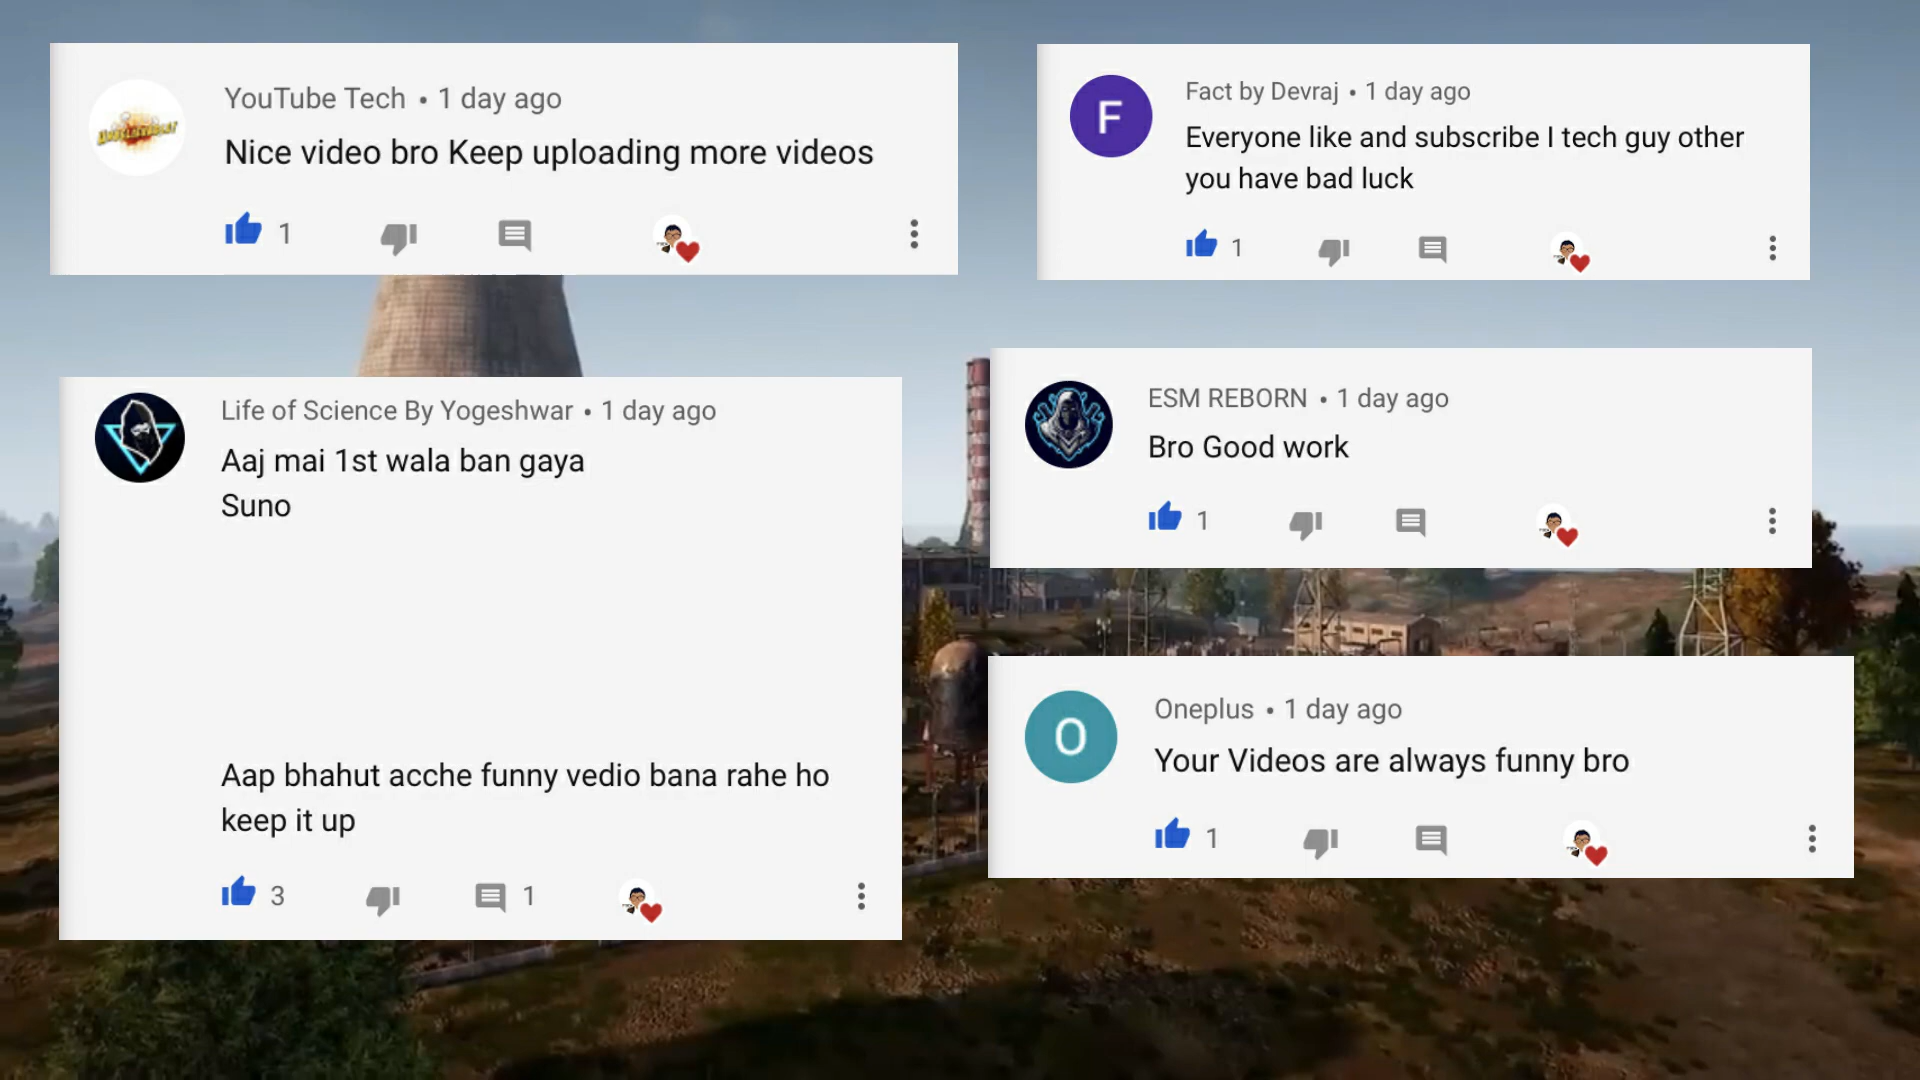 YouTube Tech • 1 day ago
Nice video bro Keep uploading more videos
1
Fact by Devraj • 1 day ago
Everyone like and subscribe I tech guy other
you have bad luck
1
Life of Science By Yogeshwar • 1 day ago
Aaj mai 1st wala ban gaya
Suno
Aap bhahut acche funny vedio bana rahe ho
keep it up
3 1
ESM REBORN • 1 day ago
Bro Good work
1
Oneplus • 1 day ago
Your Videos are always funny bro
1
F
O